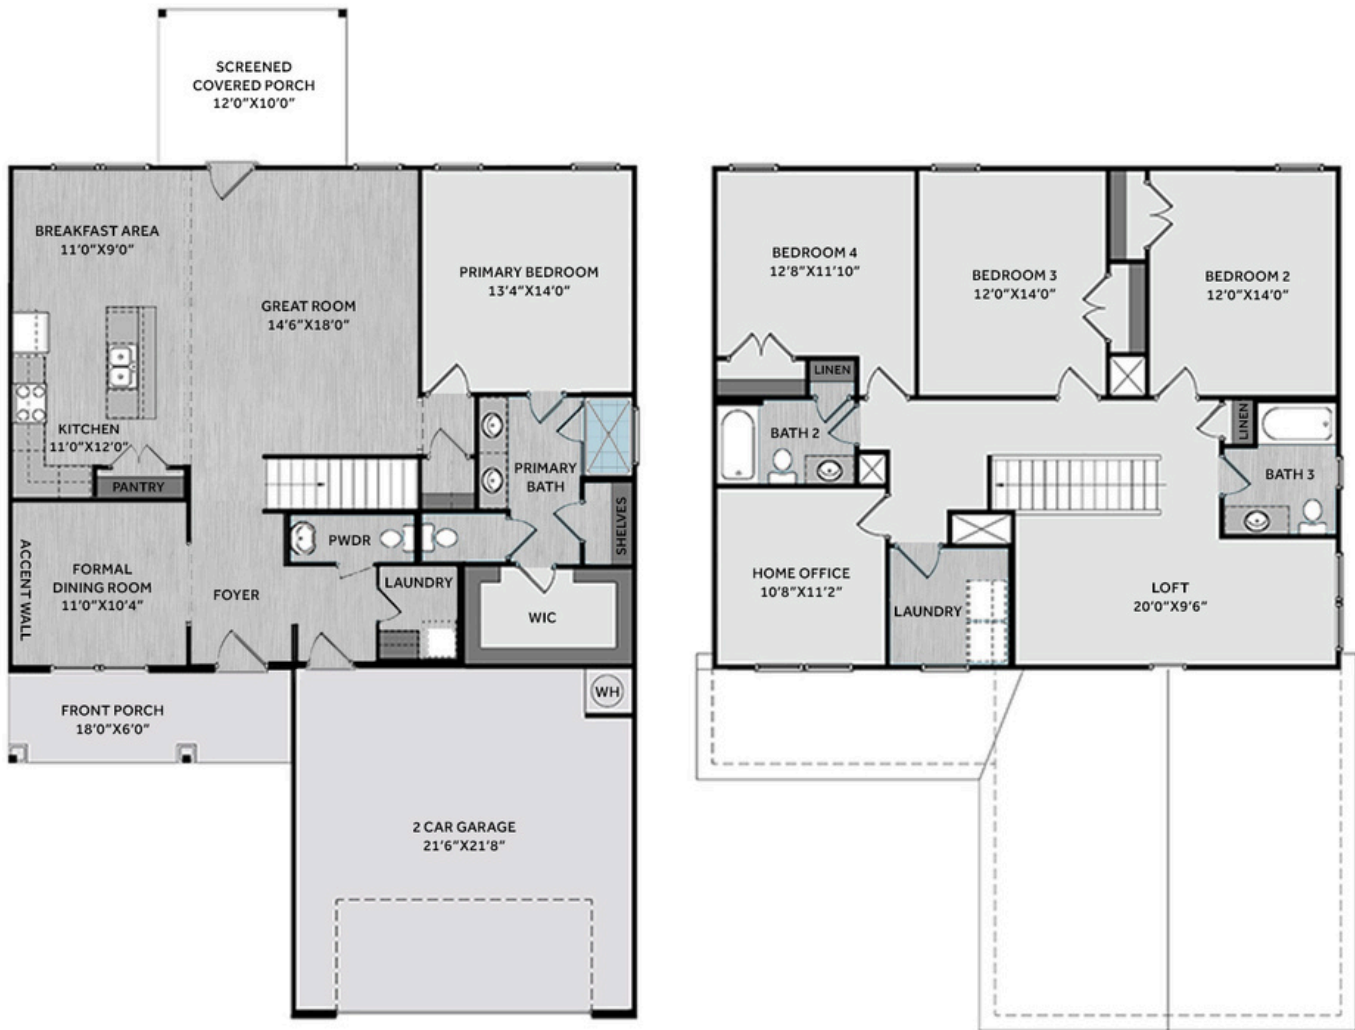 SCREENED
COVERED PORCH
12'0"X10'0"
BREAKFAST AREA
11'0"X9'0"
GREAT ROOM
14'6"X18'0"
PRIMARY BEDROOM
13'4"X14'0"
KITCHEN
11'0"X12'0"
PANTRY
PRIMARY
BATH
SHELVES
PWDR
ACCENT WALL
FORMAL
DINING ROOM
11'0"X10'4"
FOYER
LAUNDRY
WIC
WH
FRONT PORCH
18'0"X6'0"
2 CAR GARAGE
21'6"X21'8"
BEDROOM 4
12'8"X11'10"
BEDROOM 3
12'0"X14'0"
BEDROOM 2
12'0"X14'0"
LINEN
BATH 2
LINEN
BATH 3
HOME OFFICE
10'8"X11'2"
LAUNDRY
LOFT
20'0"X9'6"